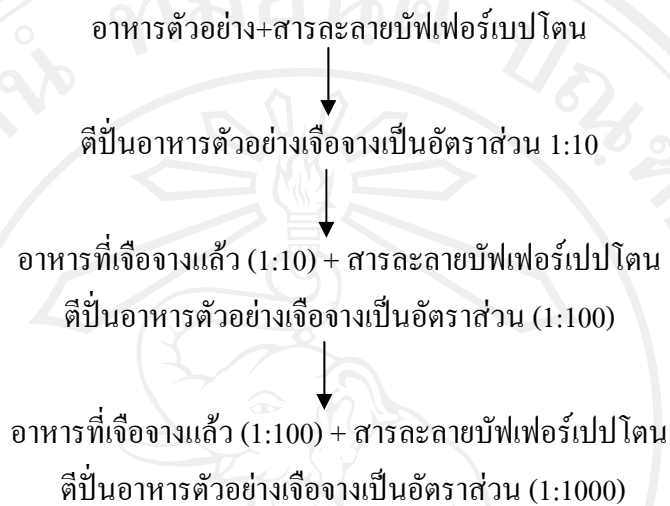 อาหารตัวอย่าง+สารละลายบัฟเฟอร์เบปโตน
ตีปั่นอาหารตัวอย่างเจือจางเป็นอัตราส่วน 1:10
อาหารที่เจือจางแล้ว (1:10) + สารละลายบัฟเฟอร์เปปโตน
ตีปั่นอาหารตัวอย่างเจือจางเป็นอัตราส่วน (1:100)
อาหารที่เจือจางแล้ว (1:100) + สารละลายบัฟเฟอร์เปปโตน
ตีปั่นอาหารตัวอย่างเจือจางเป็นอัตราส่วน (1:1000)